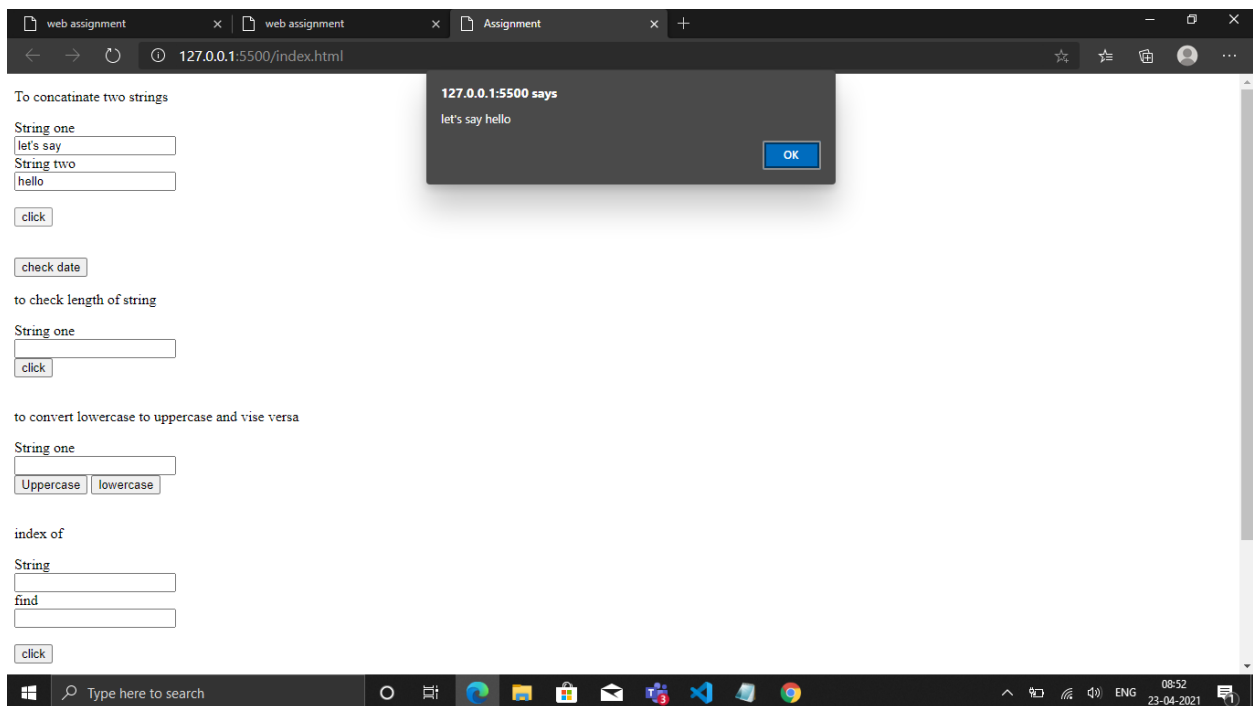 web assignment
web assignment
Assignment
127.0.0.1:5500/index.html
127.0.0.1:5500 says
let's say hello
OK
To concatinate two strings
String one
let's say
String two
hello
click
check date
to check length of string
String one
click
to convert lowercase to uppercase and vise versa
String one
Uppercase lowercase
index of
String
find
click
Type here to search
3
ENG
08:52
23-04-2021
1